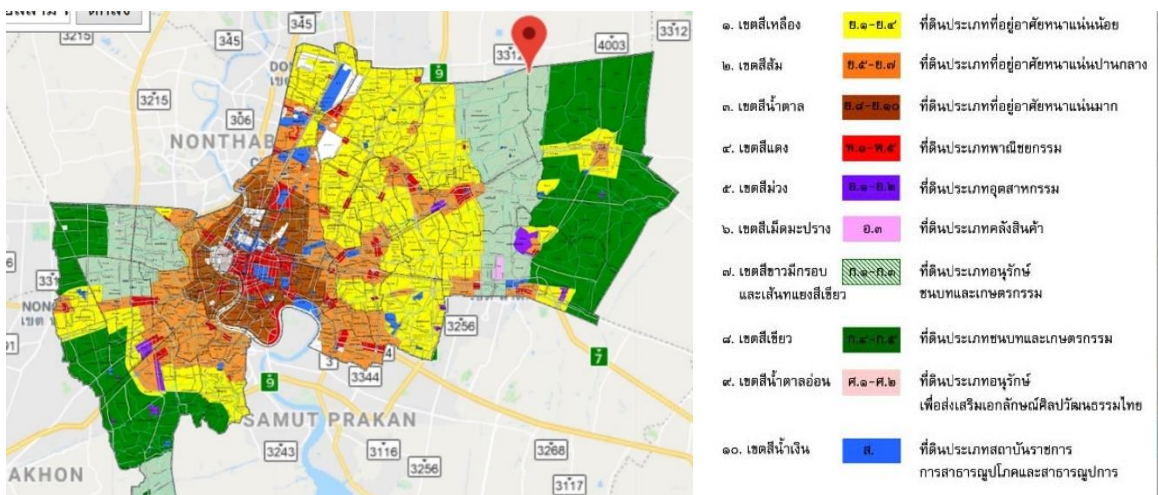 3215
345
345
3312
4003
3312
9
3215
306
NONTHAB
9
3256
7
3344
9
SAMUT PRAKAN
3243
3116
3256
3268
3117
AKHON
๑. เขตสีเหลือง ย.๑-ย.๔ ที่ดินประเภทที่อยู่อาศัยหนาแน่นน้อย
๒. เขตสีส้ม ย.๕-ย.๗ ที่ดินประเภทที่อยู่อาศัยหนาแน่นปานกลาง
๓. เขตสีน้ำตาล ย.๘-ย.๑๐ ที่ดินประเภทที่อยู่อาศัยหนาแน่นมาก
๔. เขตสีแดง พ.๑-พ.๕ ที่ดินประเภทพาณิชยกรรม
๕. เขตสีม่วง อ.๑-อ.๒ ที่ดินประเภทอุตสาหกรรม
๖. เขตสีเม็ดมะปราง อ.๓ ที่ดินประเภทคลังสินค้า
๗. เขตสีขาวมีกรอบ ก.๑-ก.๓ ที่ดินประเภทอนุรักษ์
และเส้นทแยงสีเขียว ชนบทและเกษตรกรรม
๘. เขตสีเขียว ก.๔-ก.๕ ที่ดินประเภทชนบทและเกษตรกรรม
๙. เขตสีน้ำตาลอ่อน ศ.๑-ศ.๒ ที่ดินประเภทอนุรักษ์
เพื่อส่งเสริมเอกลักษณ์ศิลปวัฒนธรรมไทย
๑๐. เขตสีน้ำเงิน ส. ที่ดินประเภทสถาบันราชการ
การสาธารณูปโภคและสาธารณูปการ